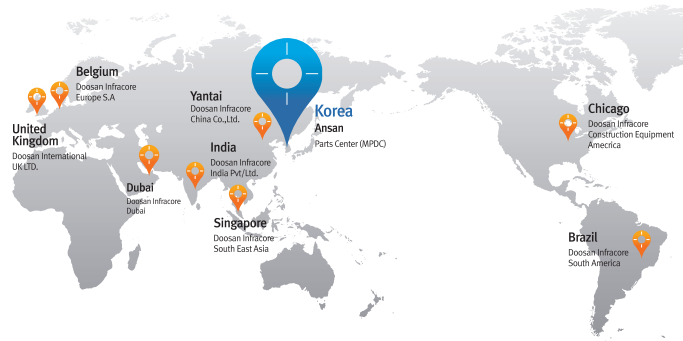 Belgium
Doosan Infracore
Europe S.A
United
Kingdom
Doosan International
UK LTD.
Yantai
Doosan Infracore
China Co.,Ltd.
Korea
Ansan
Parts Center (MPDC)
India
Doosan Infracore
India Pvt/Ltd.
Dubai
Doosan Infracore
Dubai
Singapore
Doosan Infracore
South East Asia
Chicago
Doosan Infracore
Construction Equipment
Amecrica
Brazil
Doosan Infracore
South America